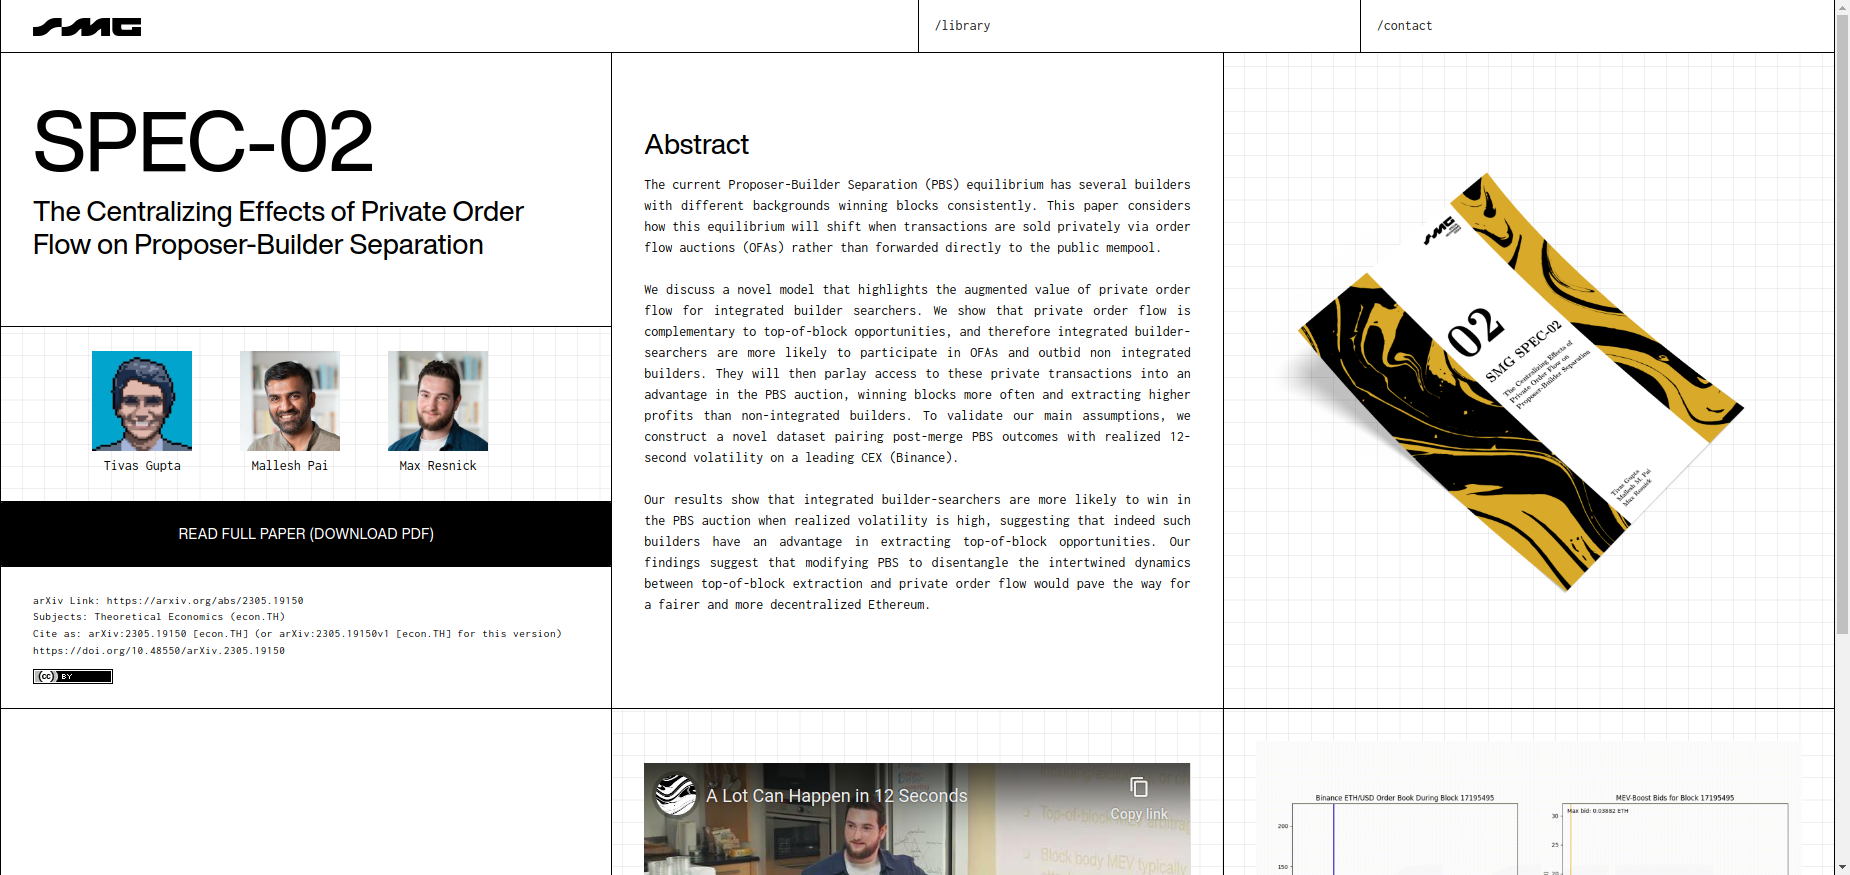 SMG
/library
/contact
SPEC-02
The Centralizing Effects of Private Order
Flow on Proposer-Builder Separation
Tivas Gupta
Mallesh Pai
Max Resnick
READ FULL PAPER (DOWNLOAD PDF)
arXiv Link: https://arxiv.org/abs/2305.19150
Subjects: Theoretical Economics (econ.TH)
Cite as: arXiv:2305.19150 [econ.TH] (or arXiv:2305.19150v1 [econ.TH] for this version)
https://doi.org/10.48550/arXiv.2305.19150
cc BY
Abstract
The current Proposer-Builder Separation (PBS) equilibrium has several builders
with different backgrounds winning blocks consistently. This paper considers
how this equilibrium will shift when transactions are sold privately via order
flow auctions (OFAs) rather than forwarded directly to the public mempool.
We discuss a novel model that highlights the augmented value of private order
flow for integrated builder searchers. We show that private order flow is
complementary to top-of-block opportunities, and therefore integrated builder-
searchers are more likely to participate in OFAs and outbid non integrated
builders. They will then parlay access to these private transactions into an
advantage in the PBS auction, winning blocks more often and extracting higher
profits than non-integrated builders. To validate our main assumptions, we
construct a novel dataset pairing post-merge PBS outcomes with realized 12-
second volatility on a leading CEX (Binance).
Our results show that integrated builder-searchers are more likely to win in
the PBS auction when realized volatility is high, suggesting that indeed such
builders have an advantage in extracting top-of-block opportunities. Our
findings suggest that modifying PBS to disentangle the intertwined dynamics
between top-of-block extraction and private order flow would pave the way for
a fairer and more decentralized Ethereum.
SMG
02
SMG SPEC-02
The Centralizing Effects of
Private Order Flow on
Proposer-Builder Separation
Tivas Gupta
Mallesh M. Pai
Max Resnick
A Lot Can Happen in 12 Seconds
Copy link
Top-of-block MEV arbitrag
Block body MEV typically
Binance ETH/USD Order Book During Block 17195495
200
150
MEV-Boost Bids for Block 17195495
Max bid: 0.03882 ETH
30
25
20